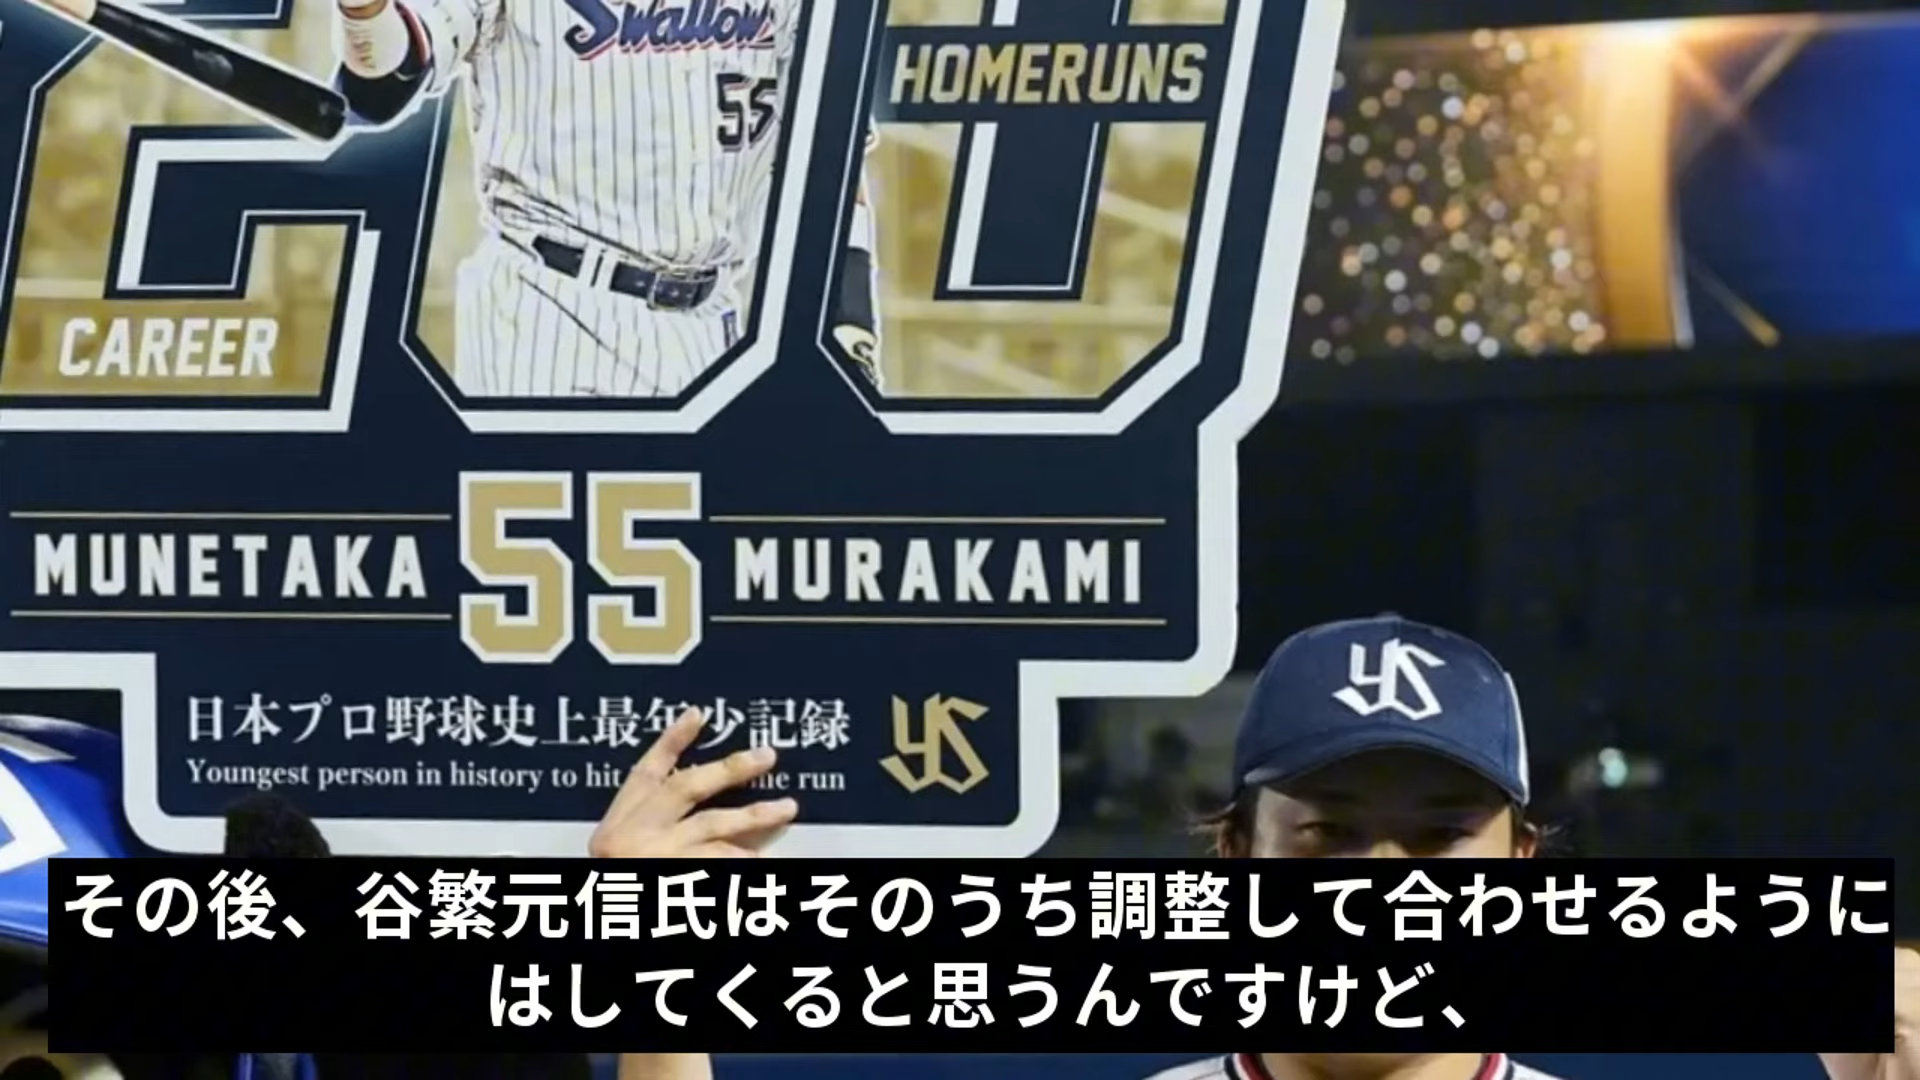 Swallows
55
HOMERUNS
200
CAREER
MUNETAKA 55 MURAKAMI
日本プロ野球史上最年少記録
Youngest person in history to hit run
YS
YS
その後、谷繁元信氏はそのうち調整して合わせるように
はしてくると思うんですけど、